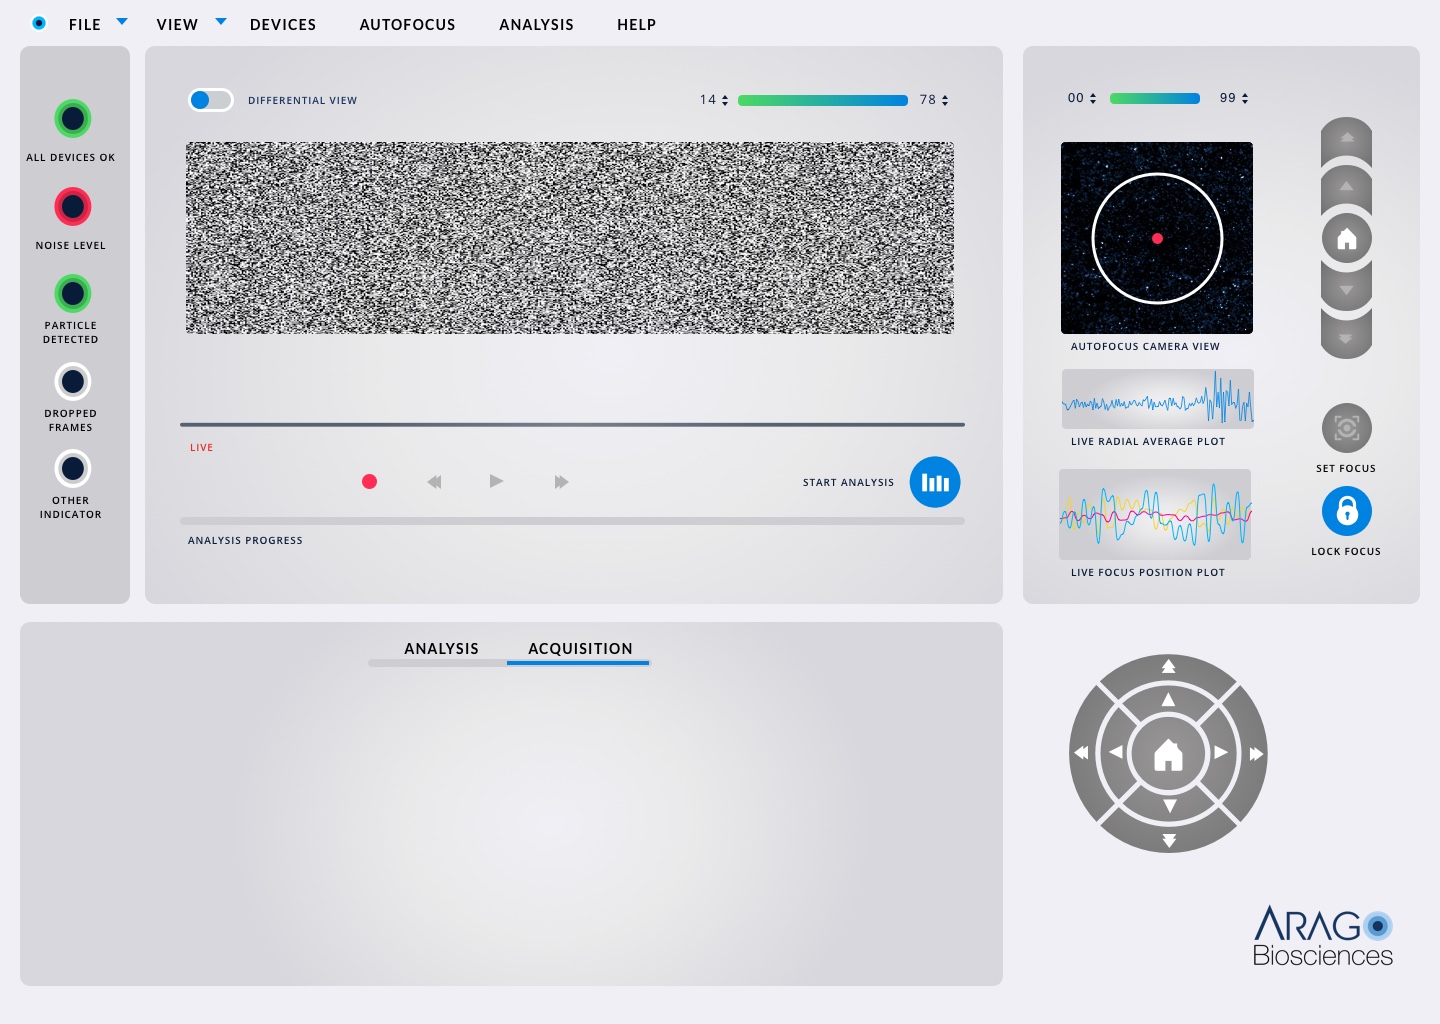 FILE VIEW DEVICES AUTOFOCUS ANALYSIS HELP
ALL DEVICES OK
NOISE LEVEL
PARTICLE
DETECTED
DROPPED
FRAMES
OTHER
INDICATOR
DIFFERENTIAL VIEW
14 78
LIVE
START ANALYSIS
ANALYSIS PROGRESS
00 99
AUTOFOCUS CAMERA VIEW
LIVE RADIAL AVERAGE PLOT
LIVE FOCUS POSITION PLOT
SET FOCUS
LOCK FOCUS
ANALYSIS ACQUISITION
ARAGO
Biosciences